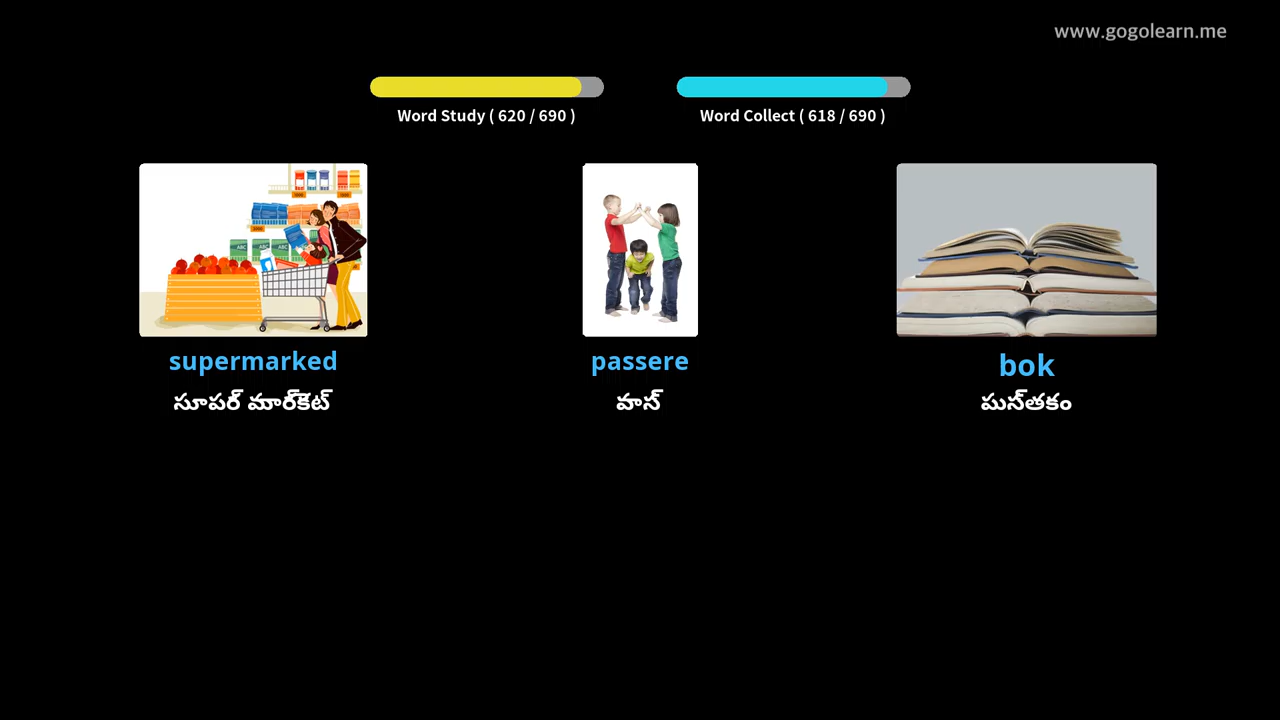 www.gogolearn.me
Word Study ( 620 / 690 )
Word Collect ( 618 / 690 )
supermarked
passere
bok
సూపర్ మార్కెట్
పాస్
పుస్తకం